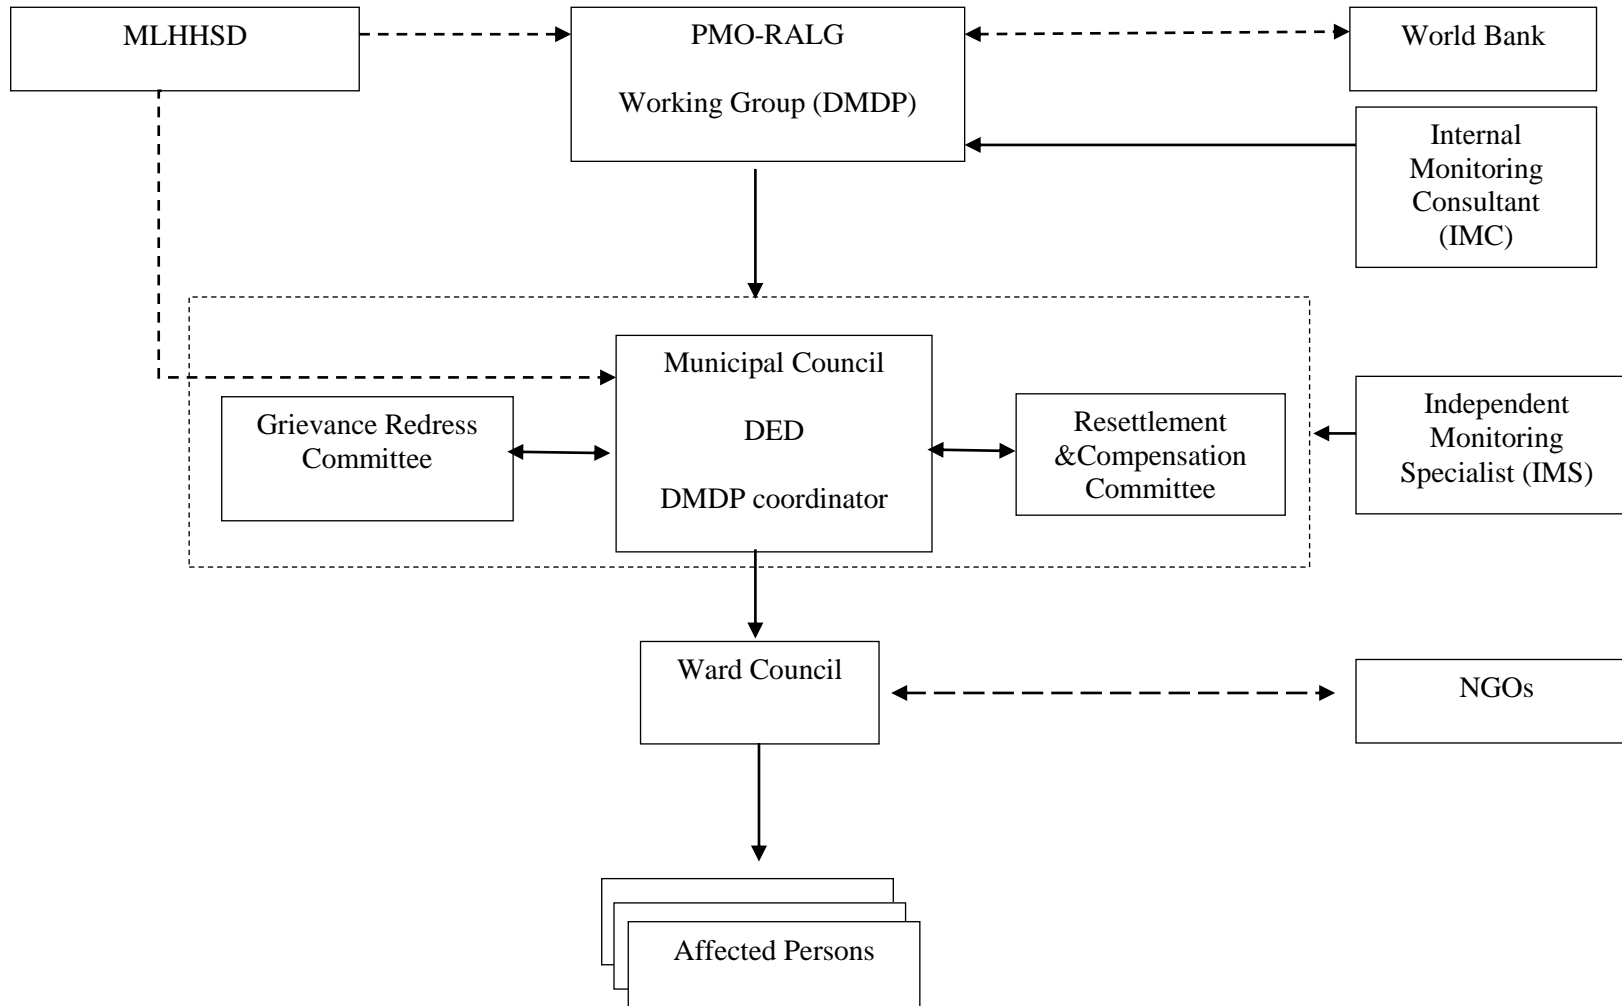 MLHHSD
PMO-RALG
Working Group (DMDP)
World Bank
Internal
Monitoring
Consultant
(IMC)
Municipal Council
DED
DMDP coordinator
Grievance Redress
Committee
Resettlement
&Compensation
Committee
Independent
Monitoring
Specialist (IMS)
Ward Council
NGOs
Affected Persons